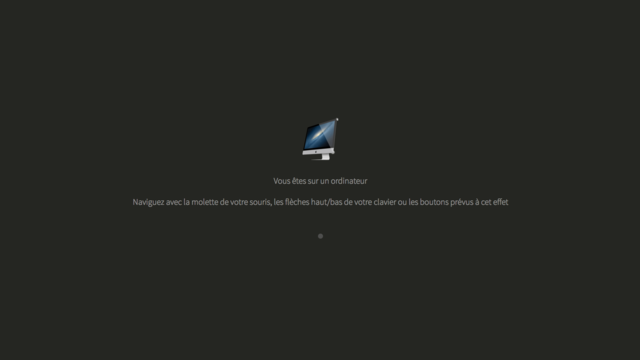 Vous êtes sur un ordinateur
Naviguez avec la molette de votre souris, les flèches haut/bas de votre clavier ou les boutons prévus à cet effet